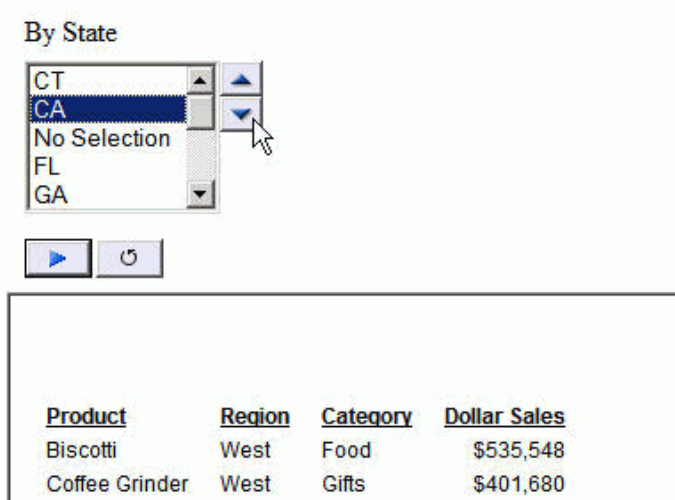 By State
CT
CA
No Selection
FL
GA
Product Region Category Dollar Sales
Biscotti West Food $535,548
Coffee Grinder West Gifts $401,680